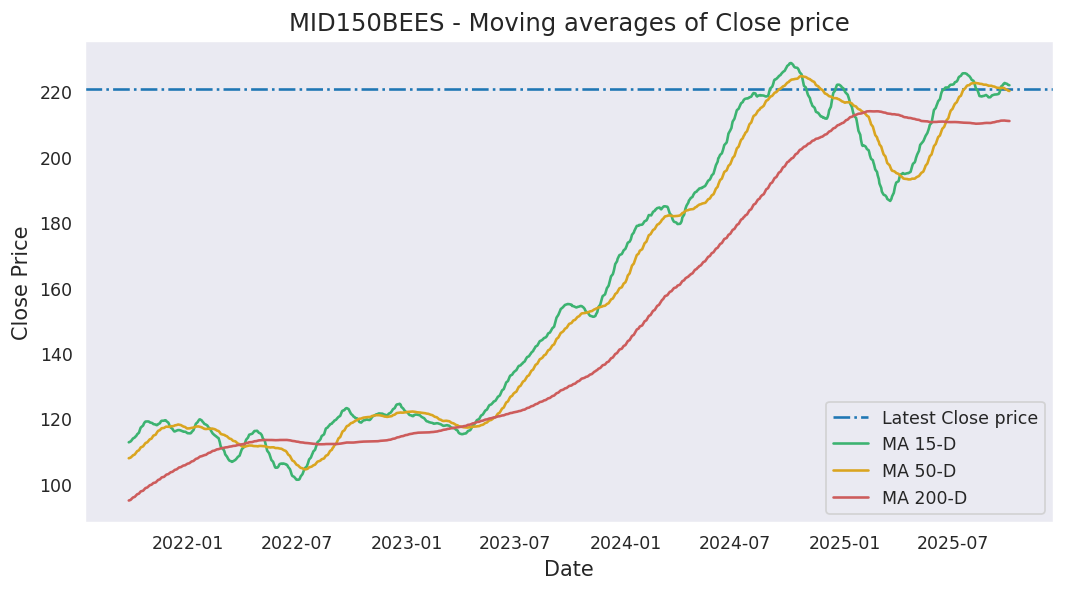 MID150BEES - Moving averages of Close price
Close Price
220
200
180
160
140
120
100
Latest Close price
MA 15-D
MA 50-D
MA 200-D
2022-01 2022-07 2023-01 2023-07 2024-01 2024-07 2025-01 2025-07
Date